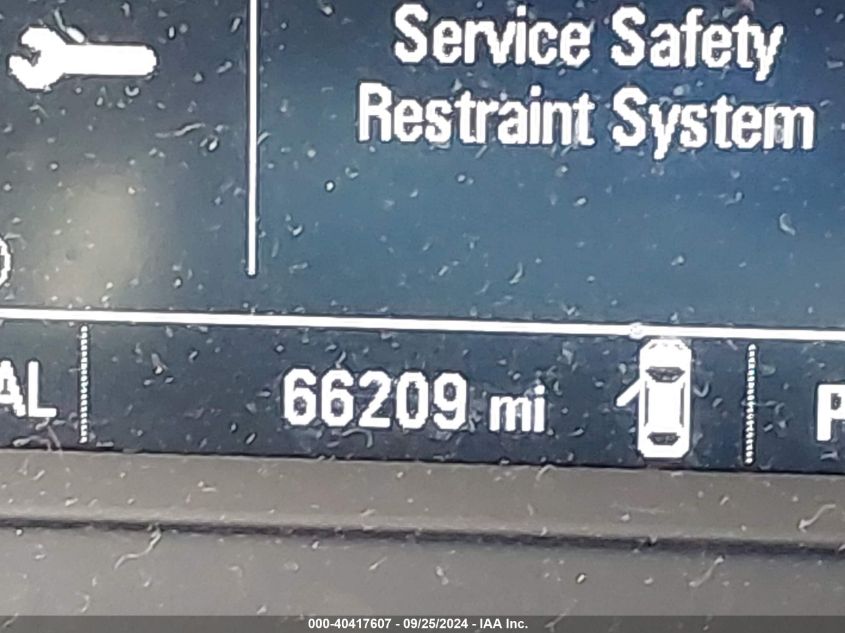 Service Safety
Restraint System
AL
66209 mi
P
000-40417607 - 09/25/2024 - IAA Inc.